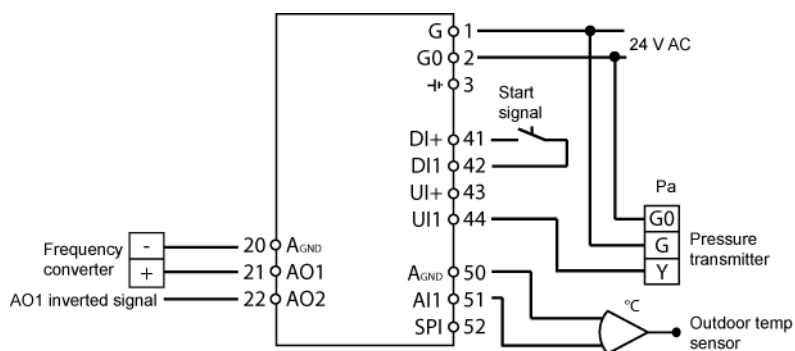 G 1
24 V AC
G0 2
3
Start
signal
DI+ 41
DI1 42
UI+ 43
UI1 44
Pa
G0
G
Y
Pressure
transmitter
Frequency
converter
-
+
20 AGND
21 AO1
AO1 inverted signal
22 AO2
AGND 50
AI1 51
SPI 52
°C
Outdoor temp
sensor